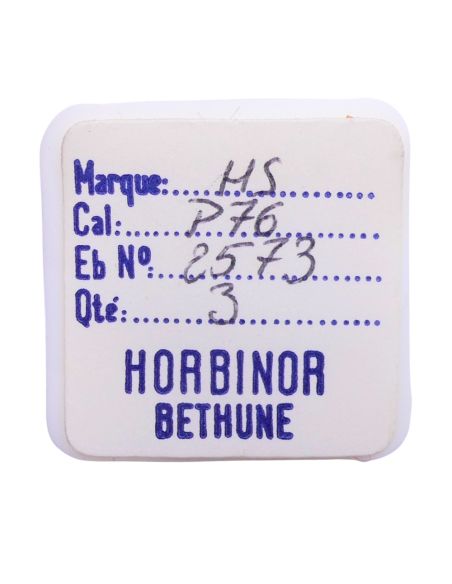 Marque: HS
Cal: P76
Eb Nº: 2573
Qté: 3
HORBINOR
BETHUNE